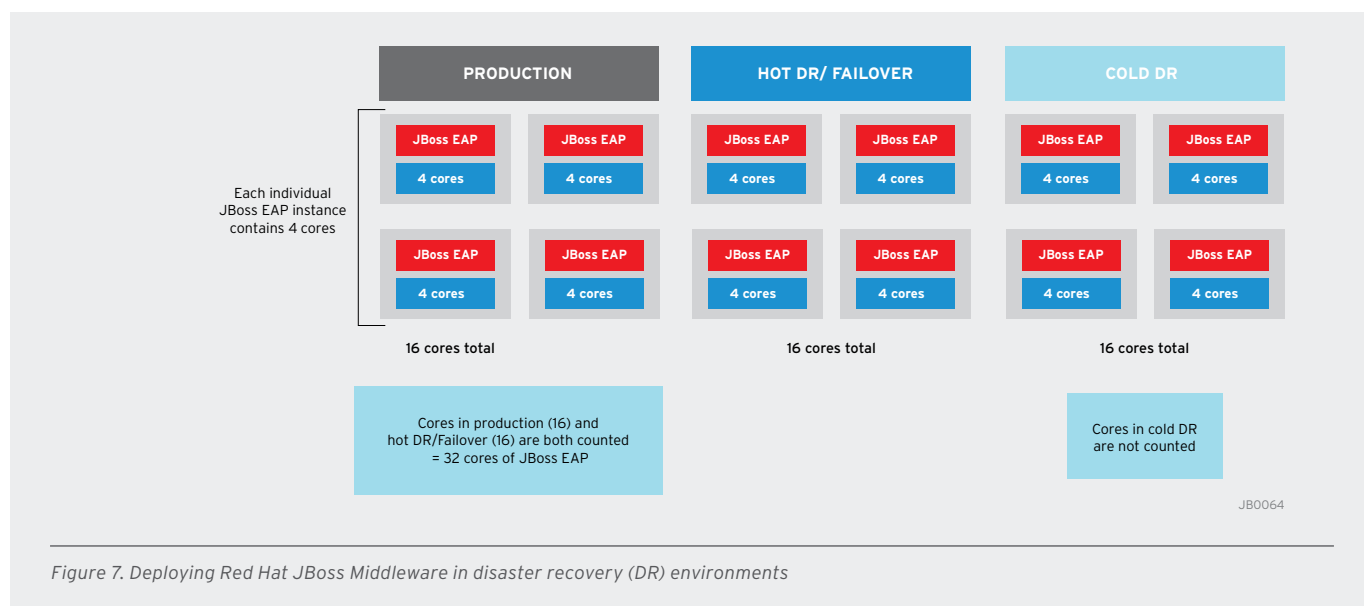 PRODUCTION
HOT DR/ FAILOVER
COLD DR
Each individual
JBoss EAP instance
contains 4 cores
JBoss EAP
JBoss EAP
JBoss EAP
JBoss EAP
JBoss EAP
JBoss EAP
4 cores
4 cores
4 cores
4 cores
4 cores
4 cores
JBoss EAP
JBoss EAP
JBoss EAP
JBoss EAP
JBoss EAP
JBoss EAP
4 cores
4 cores
4 cores
4 cores
4 cores
4 cores
16 cores total
16 cores total
16 cores total
Cores in production (16) and
hot DR/Failover (16) are both counted
= 32 cores of JBoss EAP
Cores in cold DR
are not counted
JB0064
Figure 7. Deploying Red Hat JBoss Middleware in disaster recovery (DR) environments